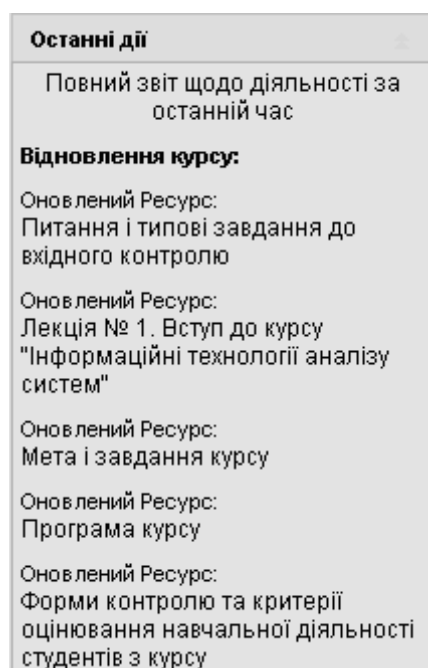 Останні дії
Повний звіт щодо діяльності за
останній час
Відновлення курсу:
Оновлений Ресурс:
Питання і типові завдання до
вхідного контролю
Оновлений Ресурс:
Лекція № 1. Вступ до курсу
"Інформаційні технології аналізу
систем"
Оновлений Ресурс:
Мета і завдання курсу
Оновлений Ресурс:
Програма курсу
Оновлений Ресурс:
Форми контролю та критерії
оцінювання навчальної діяльності
студентів з курсу